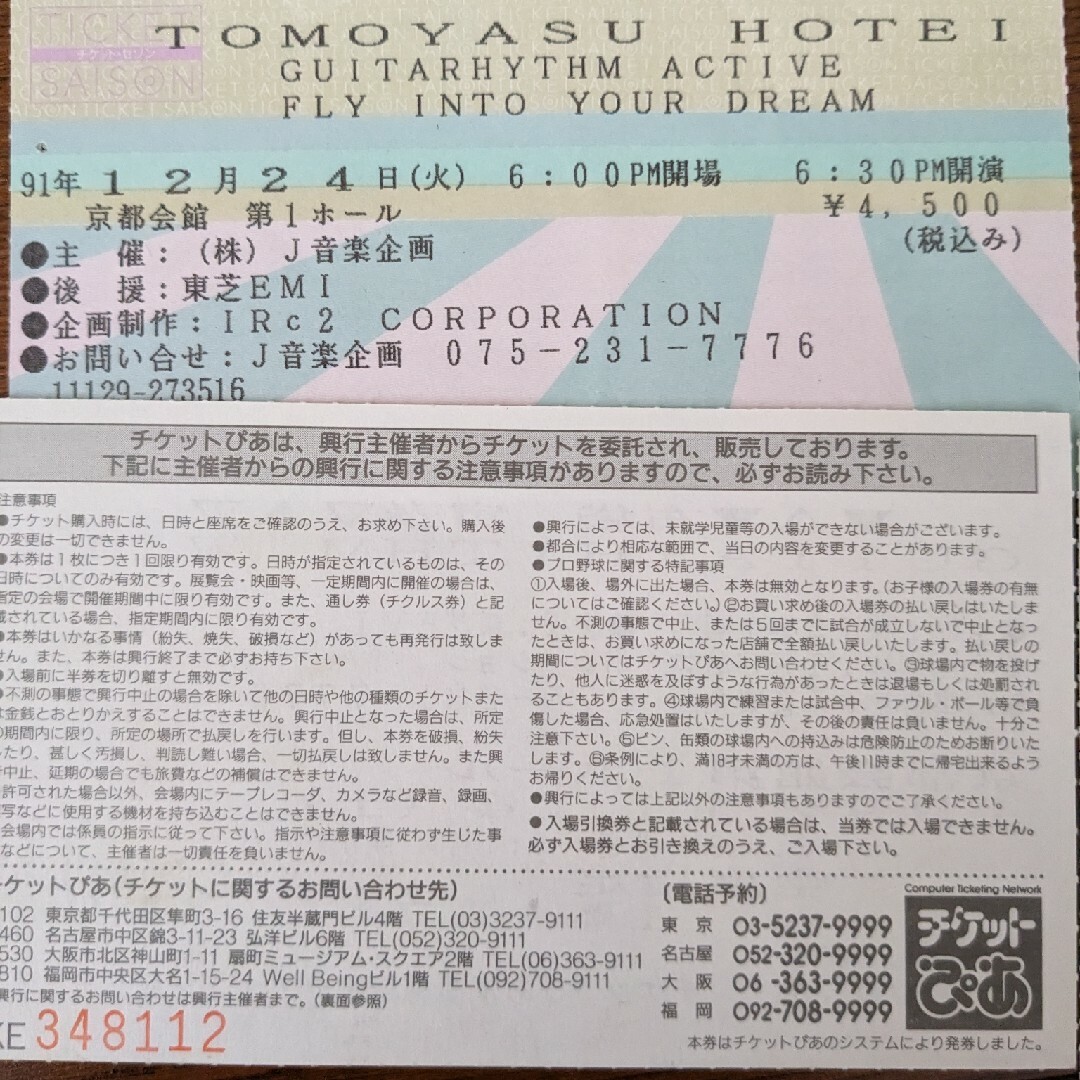 TICKET
チケット・セゾン
SAISON
TOMOYASU HOTEI
GUITARHYTHM ACTIVE
FLY INTO YOUR DREAM
91年 12月24日(火) 6:00PM開場 6:30PM開演
京都会館 第1ホール ¥4,500
(税込み)
●主 催:(株)J音楽企画
●後 援:東芝EMI
●企画制作:IRc2 CORPORATION
●お問い合せ:J音楽企画 075-231-7776
11129-273516
チケットぴあは、興行主催者からチケットを委託され、販売しております。
下記に主催者からの興行に関する注意事項がありますので、必ずお読み下さい。
注意事項
●チケット購入時には、日時と座席をご確認のうえ、お求め下さい。購入後
の変更は一切できません。
●本券は1枚につき1回限り有効です。日時が指定されているものは、その
日時についてのみ有効です。展覧会・映画等、一定期間内に開催の場合は、
指定の会場で開催期間中に限り有効です。また、通し券(チクルス券)と記
載されている場合、指定期間内に限り有効です。
●本券はいかなる事情(紛失、焼失、破損など)があっても再発行は致しま
せん。また、本券は興行終了まで必ずお持ち下さい。
●入場前に半券を切り離すと無効です。
●不測の事態で興行中止の場合を除いて他の日時や他の種類のチケットまた
は金銭とおとりかえすることはできません。興行中止となった場合は、所定
の期間内に限り、所定の場所で払戻しを行います。但し、本券を破損、紛失
したり、甚しく汚損し、判読し難い場合、一切払戻しは致しません。また興
行中止、延期の場合でも旅費などの補償はできません。
許可された場合以外、会場内にテープレコーダ、カメラなど録音、録画、
写などに使用する機材を持ち込むことはできません。
会場内では係員の指示に従って下さい。指示や注意事項に従わず生じた事
などについて、主催者は一切責任を負いません。
●興行によっては、未就学児童等の入場ができない場合がございます。
●都合により相応な範囲で、当日の内容を変更することがあります。
●プロ野球に関する特記事項
①入場後、場外に出た場合、本券は無効となります。(お子様の入場券の有無
についてはご確認ください。)②お買い求め後の入場券の払い戻しはいたしま
せん。不測の事態で中止、または5回までに試合が成立しないで中止となっ
たときは、お買い求めになった店舗で全額払い戻しいたします。払い戻しの
期間についてはチケットぴあへお問い合わせください。③球場内で物を投げ
たり、他人に迷惑を及ぼすような行為があったときは退場もしくは処罰され
ることもあります。④球場内で練習または試合中、ファウル・ボール等で負
傷した場合、応急処置はいたしますが、その後の責任は負いません。十分ご
注意下さい。⑤ビン、缶類の球場内への持込みは危険防止のためお断りいた
します。⑥条例により、満18才未満の方は、午後11時までに帰宅出来るよう
お帰りください。
●興行によっては上記以外の注意事項もありますのでご了承ください。
●入場引換券と記載されている場合は、当券では入場できません。
必ず入場券とお引き換えのうえ、ご入場下さい。
チケットぴあ(チケットに関するお問い合わせ先)
102 東京都千代田区隼町3-16 住友半蔵門ビル4階 TEL(03)3237-9111
460 名古屋市中区錦3-11-23 弘洋ビル6階 TEL(052)320-9111
530 大阪市北区神山町1-11 扇町ミュージアム・スクエア2階 TEL(06)363-9111
810 福岡市中央区大名1-15-24 Well Beingビル1階 TEL(092)708-9111
興行に関するお問い合わせは興行主催者まで。(裏面参照)
KE 348112
(電話予約)
東 京 03-5237-9999
名古屋 052-320-9999
大 阪 06-363-9999
福 岡 092-708-9999
Computer Ticketing Network
チケット
ぴあ
本券はチケットぴあのシステムにより発券しました。